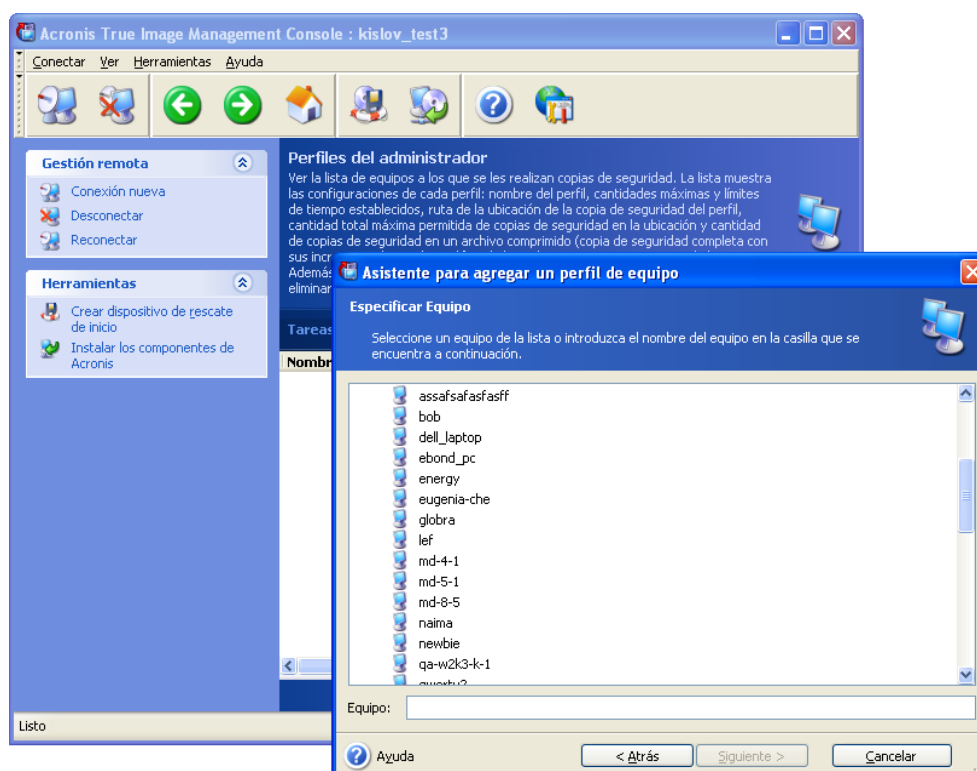 Acronis True Image Management Console : kislov_test3
Conectar Ver Herramientas Ayuda
Gestión remota
Conexión nueva
Desconectar
Reconectar
Herramientas
Crear dispositivo de rescate
de inicio
Instalar los componentes de
Acronis
Perfiles del administrador
Ver la lista de equipos a los que se les realizan copias de seguridad. La lista muestra
las configuraciones de cada perfil: nombre del perfil, cantidades máximas y límites
de tiempo establecidos, ruta de la ubicación de la copia de seguridad del perfil,
cantidad total máxima permitida de copias de seguridad en la ubicación y cantidad
de copias de seguridad en un archivo comprimido (copia de seguridad completa con
sus incr
Además
eliminar
Tareas
Nombr
Listo
Asistente para agregar un perfil de equipo
Especificar Equipo
Seleccione un equipo de la lista o introduzca el nombre del equipo en la casilla que se
encuentra a continuación.
assafsafasfasff
bob
dell_laptop
ebond_pc
energy
eugenia-che
globra
lef
md-4-1
md-5-1
md-8-5
naima
newbie
qa-w2k3-k-1
Equipo:
Ayuda
< Atrás
Siguiente >
Cancelar